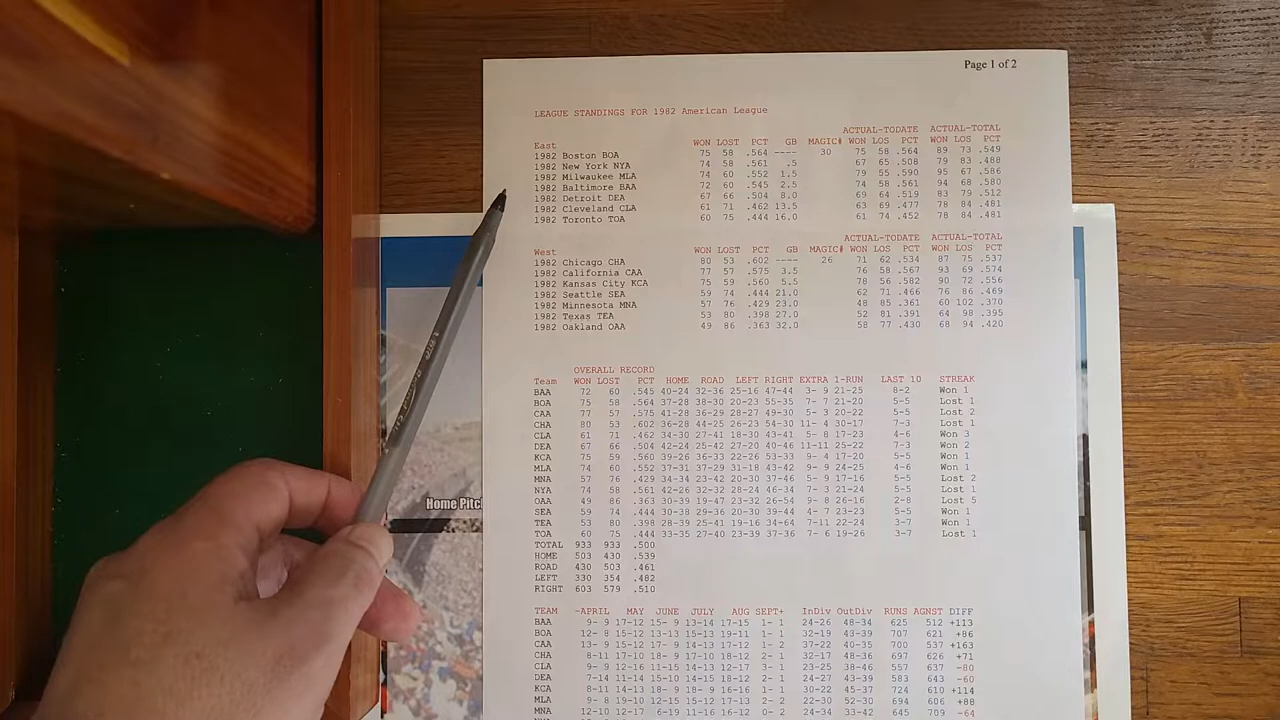 Page 1 of 2
LEAGUE STANDINGS FOR 1982 American League
ACTUAL-TODATE ACTUAL-TOTAL
East WON LOST PCT GB MAGIC# WON LOS PCT WON LOS PCT
1982 Boston BOA 75 58 .564 ---- 30 75 58 .564 89 73 .549
1982 New York NYA 74 58 .561 .5 67 65 .508 79 83 .488
1982 Milwaukee MLA 74 60 .552 1.5 79 55 .590 95 67 .586
1982 Baltimore BAA 72 60 .545 2.5 74 58 .561 94 68 .580
1982 Detroit DEA 67 66 .504 8.0 69 64 .519 83 79 .512
1982 Cleveland CLA 61 71 .462 13.5 63 69 .477 78 84 .481
1982 Toronto TOA 60 75 .444 16.0 61 74 .452 78 84 .481
ACTUAL-TODATE ACTUAL-TOTAL
West WON LOST PCT GB MAGIC# WON LOS PCT WON LOS PCT
1982 Chicago CHA 80 53 .602 ---- 26 71 62 .534 87 75 .537
1982 California CAA 77 57 .575 3.5 76 58 .567 93 69 .574
1982 Kansas City KCA 75 59 .560 5.5 78 56 .582 90 72 .556
1982 Seattle SEA 59 74 .444 21.0 62 71 .466 76 86 .469
1982 Minnesota MNA 57 76 .429 23.0 48 85 .361 60 102 .370
1982 Texas TEA 53 80 .398 27.0 52 81 .391 64 98 .395
1982 Oakland OAA 49 86 .363 32.0 58 77 .430 68 94 .420
OVERALL RECORD
Team WON LOST PCT HOME ROAD LEFT RIGHT EXTRA 1-RUN LAST 10 STREAK
BAA 72 60 .545 40-24 32-36 25-16 47-44 3- 9 21-25 8-2 Won 1
BOA 75 58 .564 37-28 38-30 20-23 55-35 7- 7 21-20 5-5 Lost 1
CAA 77 57 .575 41-28 36-29 28-27 49-30 5- 3 20-22 5-5 Lost 2
CHA 80 53 .602 36-28 44-25 26-23 54-30 11- 4 30-17 7-3 Lost 1
CLA 61 71 .462 34-30 27-41 18-30 43-41 5- 8 17-23 4-6 Won 3
DEA 67 66 .504 42-24 25-42 27-20 40-46 11-11 25-22 7-3 Won 2
KCA 75 59 .560 39-26 36-33 22-26 53-33 9- 4 17-20 5-5 Won 1
MLA 74 60 .552 37-31 37-29 31-18 43-42 9- 9 24-25 4-6 Won 1
MNA 57 76 .429 34-34 23-42 20-30 37-46 5- 9 17-16 5-5 Lost 2
NYA 74 58 .561 42-26 32-32 28-24 46-34 7- 3 21-24 5-5 Lost 1
OAA 49 86 .363 30-39 19-47 23-32 26-54 9- 8 26-16 2-8 Lost 5
SEA 59 74 .444 30-38 29-36 20-30 39-44 4- 7 23-23 5-5 Won 1
TEA 53 80 .398 28-39 25-41 19-16 34-64 7-11 22-24 3-7 Won 1
TOA 60 75 .444 33-35 27-40 23-39 37-36 7- 6 19-26 3-7 Lost 1
TOTAL 933 933 .500
HOME 503 430 .539
ROAD 430 503 .461
LEFT 330 354 .482
RIGHT 603 579 .510
TEAM -APRIL MAY JUNE JULY AUG SEPT+ InDiv OutDiv RUNS AGNST DIFF
BAA 9- 9 17-12 15- 9 13-14 17-15 1- 1 24-26 48-34 625 512 +113
BOA 12- 8 15-12 13-13 15-13 19-11 1- 1 32-19 43-39 707 621 +86
CAA 13- 9 15-12 17- 9 14-13 17-12 1- 2 37-22 40-35 700 537 +163
CHA 8-11 17-10 18- 9 17-10 18-12 2- 1 32-17 48-36 697 626 +71
CLA 9- 9 12-16 11-15 14-13 12-17 3- 1 23-25 38-46 557 637 -80
DEA 7-14 11-14 15-10 14-15 18-12 2- 1 24-27 43-39 583 643 -60
KCA 8-11 14-13 18- 9 18- 9 16-16 1- 1 30-22 45-37 724 610 +114
MLA 9- 8 19-10 12-15 15-12 17-13 2- 2 22-30 52-30 694 606 +88
MNA 12-10 12-17 6-19 11-16 16-12 0- 2 24-34 33-42 645 709 -64
Home Pitc